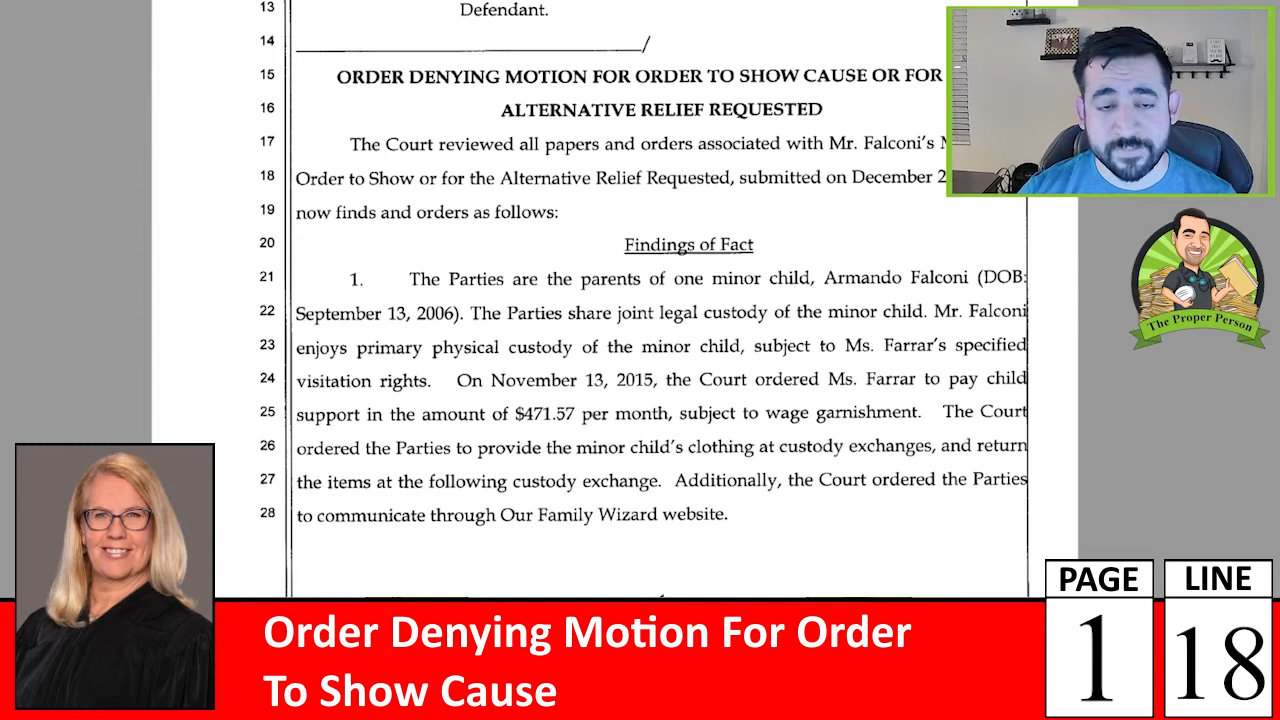 13 Defendant.
14 /
15 ORDER DENYING MOTION FOR ORDER TO SHOW CAUSE OR FOR
16 ALTERNATIVE RELIEF REQUESTED
17 The Court reviewed all papers and orders associated with Mr. Falconi's
18 Order to Show or for the Alternative Relief Requested, submitted on December 2
19 now finds and orders as follows:
20 Findings of Fact
21 1. The Parties are the parents of one minor child, Armando Falconi (DOB:
22 September 13, 2006). The Parties share joint legal custody of the minor child. Mr. Falconi
23 enjoys primary physical custody of the minor child, subject to Ms. Farrar's specified
24 visitation rights. On November 13, 2015, the Court ordered Ms. Farrar to pay child
25 support in the amount of $471.57 per month, subject to wage garnishment. The Court
26 ordered the Parties to provide the minor child's clothing at custody exchanges, and return
27 the items at the following custody exchange. Additionally, the Court ordered the Parties
28 to communicate through Our Family Wizard website.
The Proper Person
PAGE
1
LINE
18
Order Denying Motion For Order
To Show Cause